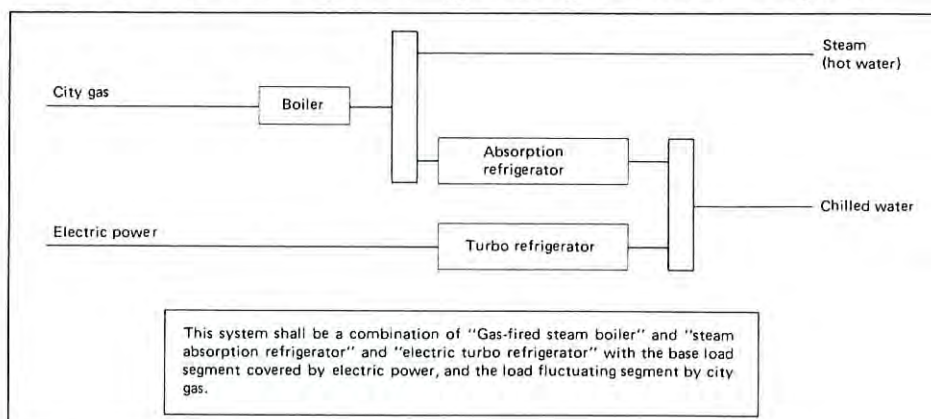 Steam
(hot water)
City gas
Boiler
Absorption
refrigerator
Chilled water
Electric power
Turbo refrigerator
This system shall be a combination of "Gas-fired steam boiler" and "steam
absorption refrigerator" and "electric turbo refrigerator" with the base load
segment covered by electric power, and the load fluctuating segment by city
gas.